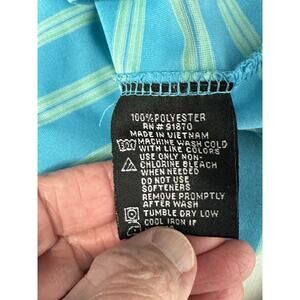 100% POLYESTER
RN# 91870
MADE IN VIETNAM
MACHINE WASH COLD
WITH LIKE COLORS
USE ONLY NON-
CHLORINE BLEACH
WHEN NEEDED
DO NOT USE
SOFTENERS
REMOVE PROMPTLY
AFTER WASH
TUMBLE DRY LOW
COOL IRON IF